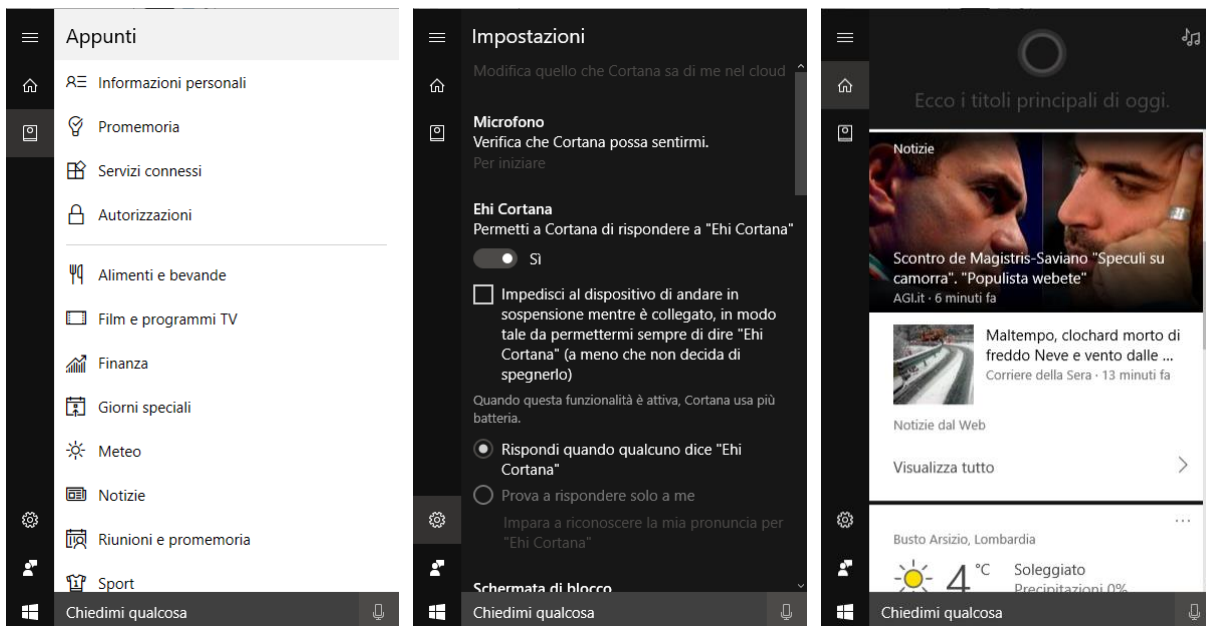 Appunti
Informazioni personali
Promemoria
Servizi connessi
Autorizzazioni
Alimenti e bevande
Film e programmi TV
Finanza
Giorni speciali
Meteo
Notizie
Riunioni e promemoria
Sport
Chiedimi qualcosa
Impostazioni
Modifica quello che Cortana sa di me nel cloud
Microfono
Verifica che Cortana possa sentirmi.
Per iniziare
Ehi Cortana
Permetti a Cortana di rispondere a "Ehi Cortana"
Sì
Impedisci al dispositivo di andare in
sospensione mentre è collegato, in modo
tale da permettermi sempre di dire "Ehi
Cortana" (a meno che non decida di
spegnerlo)
Quando questa funzionalità è attiva, Cortana usa più
batteria.
Rispondi quando qualcuno dice "Ehi
Cortana"
Prova a rispondere solo a me
Impara a riconoscere la mia pronuncia per
"Ehi Cortana"
Schermata di blocco
Chiedimi qualcosa
Ecco i titoli principali di oggi.
Notizie
Scontro de Magistris-Saviano "Speculi su
camorra". "Populista webete"
AGI.it · 6 minuti fa
Maltempo, clochard morto di
freddo Neve e vento dalle ...
Corriere della Sera · 13 minuti fa
Notizie dal Web
Visualizza tutto
Busto Arsizio, Lombardia
4 °C Soleggiato
Precipitazioni 0%
Chiedimi qualcosa